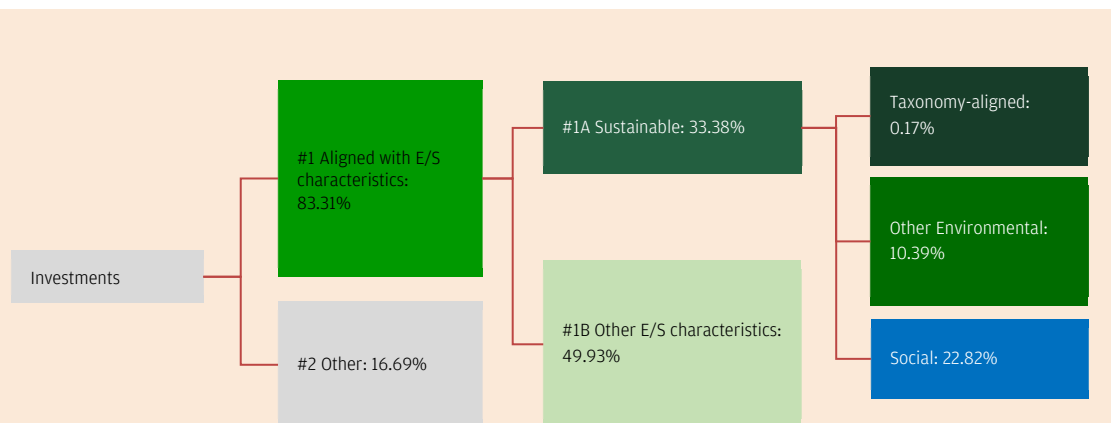 Investments
#1 Aligned with E/S
characteristics:
83.31%
#2 Other: 16.69%
#1A Sustainable: 33.38%
#1B Other E/S characteristics:
49.93%
Taxonomy-aligned:
0.17%
Other Environmental:
10.39%
Social: 22.82%